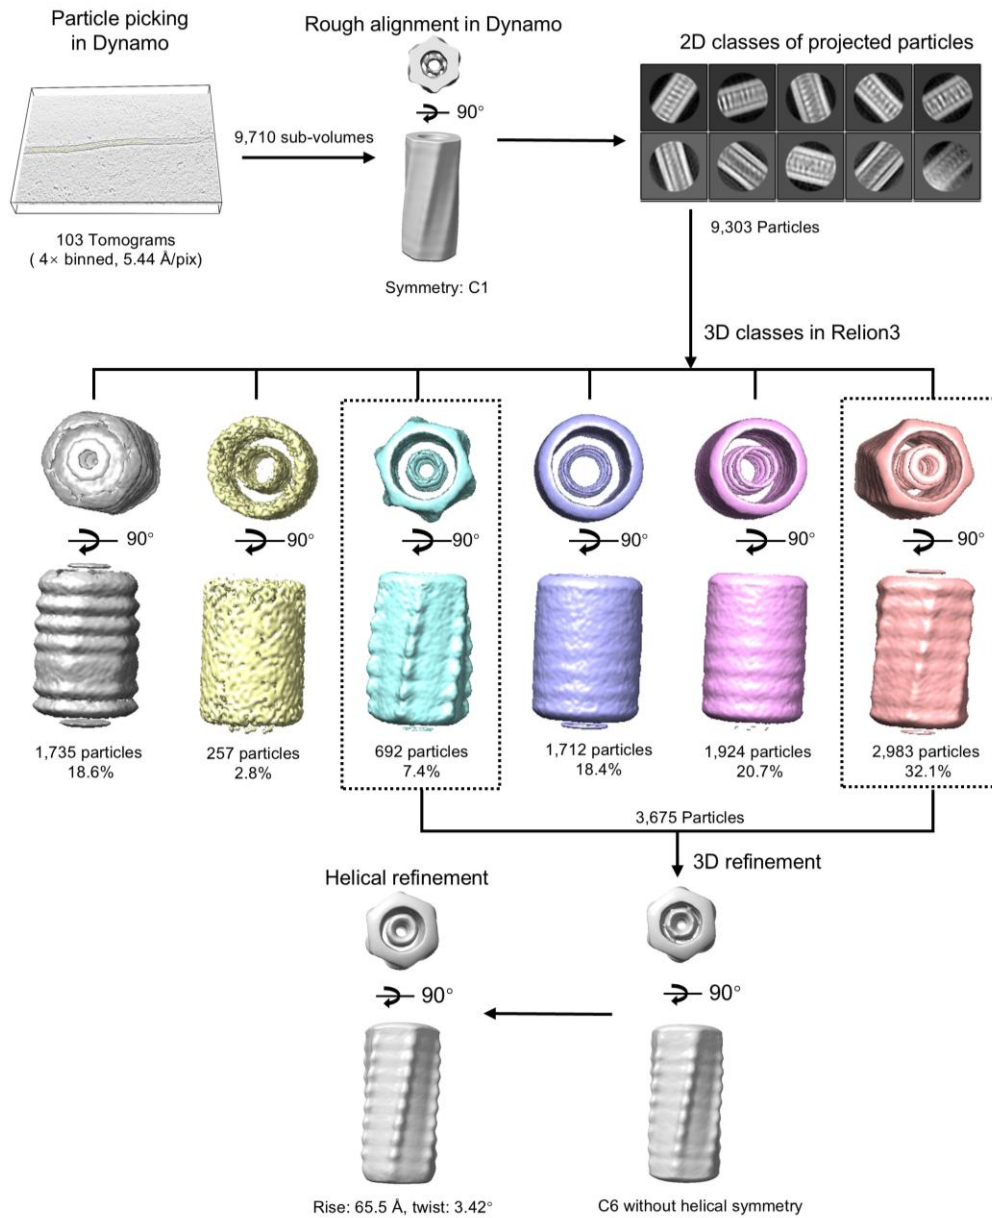 Particle picking
in Dynamo
Rough alignment in Dynamo
2D classes of projected particles
90°
9,710 sub-volumes
103 Tomograms
( 4× binned, 5.44 Å/pix)
Symmetry: C1
9,303 Particles
3D classes in Relion3
90°
90°
90°
90°
90°
90°
1,735 particles
18.6%
257 particles
2.8%
692 particles
7.4%
1,712 particles
18.4%
1,924 particles
20.7%
2,983 particles
32.1%
3,675 Particles
3D refinement
Helical refinement
90°
90°
Rise: 65.5 Å, twist: 3.42°
C6 without helical symmetry